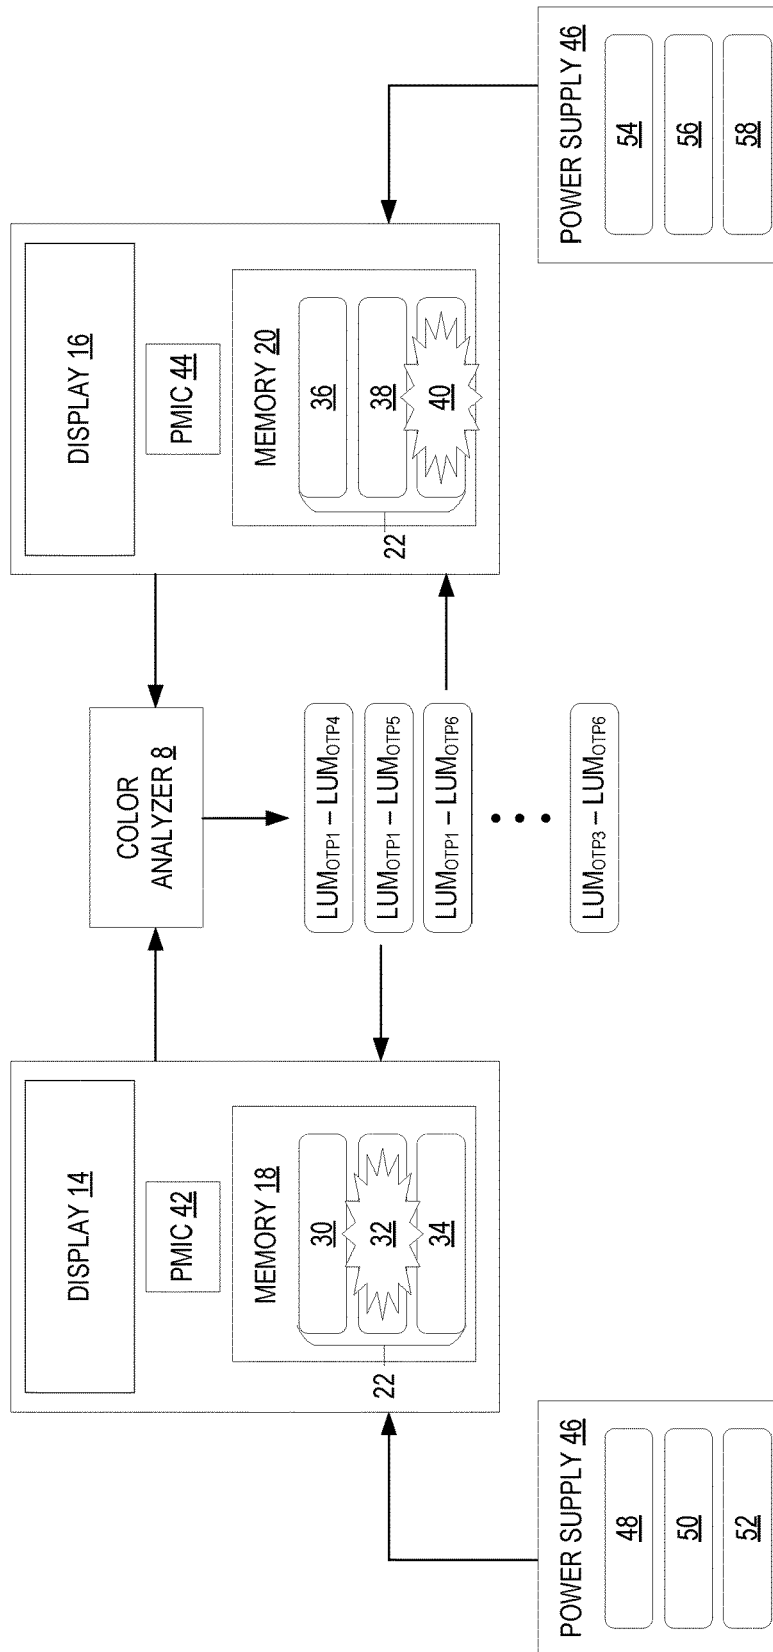 DISPLAY 14
PMIC 42
MEMORY 18
30
32
34
22
POWER SUPPLY 46
48
50
52
COLOR
ANALYZER 8
LUMOTP1 – LUMOTP4
LUMOTP1 – LUMOTP5
LUMOTP1 – LUMOTP6
LUMOTP3 – LUMOTP6
DISPLAY 16
PMIC 44
MEMORY 20
36
38
40
22
POWER SUPPLY 46
54
56
58